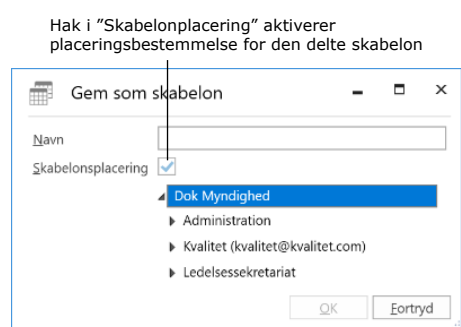 Hak i ”Skabelonplacering” aktiverer
placeringsbestemmelse for den delte skabelon
Gem som skabelon
Navn
Skabelonsplacering
Dok Myndighed
Administration
Kvalitet (kvalitet@kvalitet.com)
Ledelsessekretariat
OK Fortryd